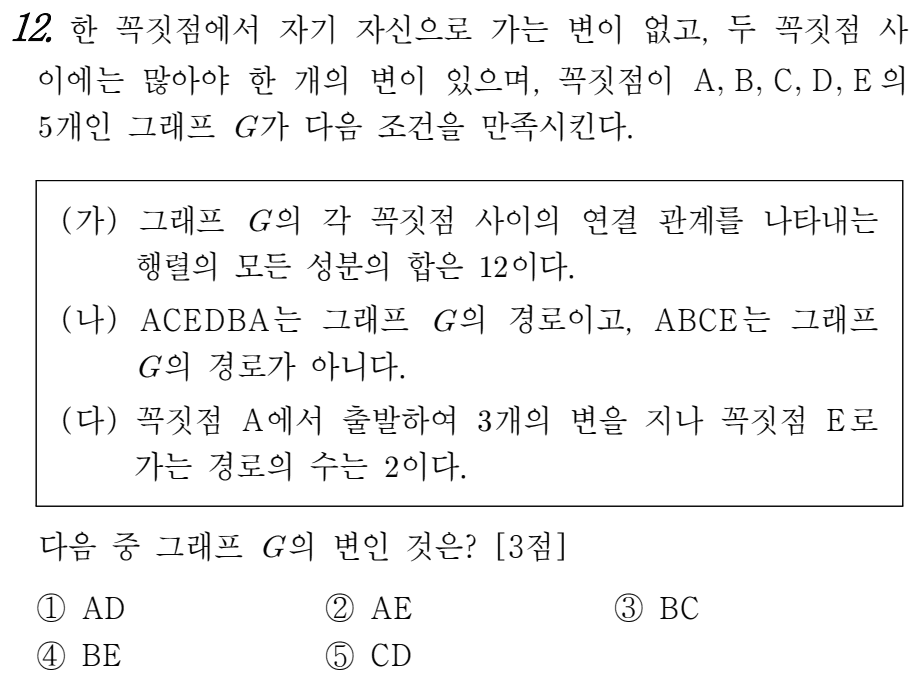 12. 한 꼭짓점에서 자기 자신으로 가는 변이 없고, 두 꼭짓점 사
이에는 많아야 한 개의 변이 있으며, 꼭짓점이 A, B, C, D, E의
5개인 그래프 G가 다음 조건을 만족시킨다.
(가) 그래프 G의 각 꼭짓점 사이의 연결 관계를 나타내는
행렬의 모든 성분의 합은 12이다.
(나) ACEDBA는 그래프 G의 경로이고, ABCE는 그래프
G의 경로가 아니다.
(다) 꼭짓점 A에서 출발하여 3개의 변을 지나 꼭짓점 E로
가는 경로의 수는 2이다.
다음 중 그래프 G의 변인 것은? [3점]
① AD ② AE ③ BC
④ BE ⑤ CD